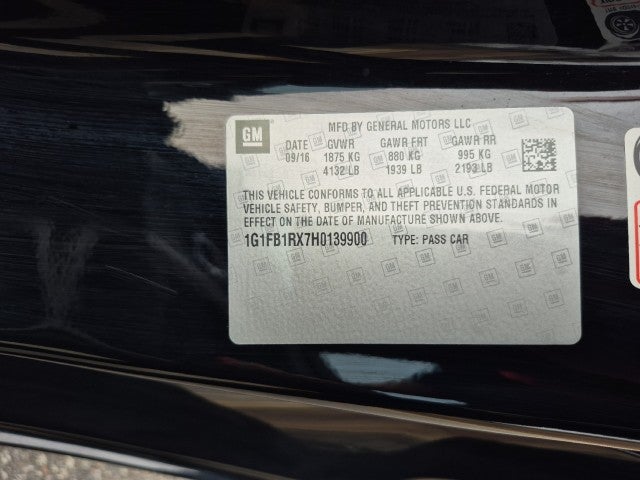 GM
MFD BY GENERAL MOTORS LLC
DATE GVWR GAWR FRT GAWR RR
09/16 1875 KG 880 KG 995 KG
4132 LB 1939 LB 2193 LB
THIS VEHICLE CONFORMS TO ALL APPLICABLE U.S. FEDERAL MOTOR
VEHICLE SAFETY, BUMPER, AND THEFT PREVENTION STANDARDS IN
EFFECT ON THE DATE OF MANUFACTURE SHOWN ABOVE.
1G1FB1RX7H0139900 TYPE: PASS CAR